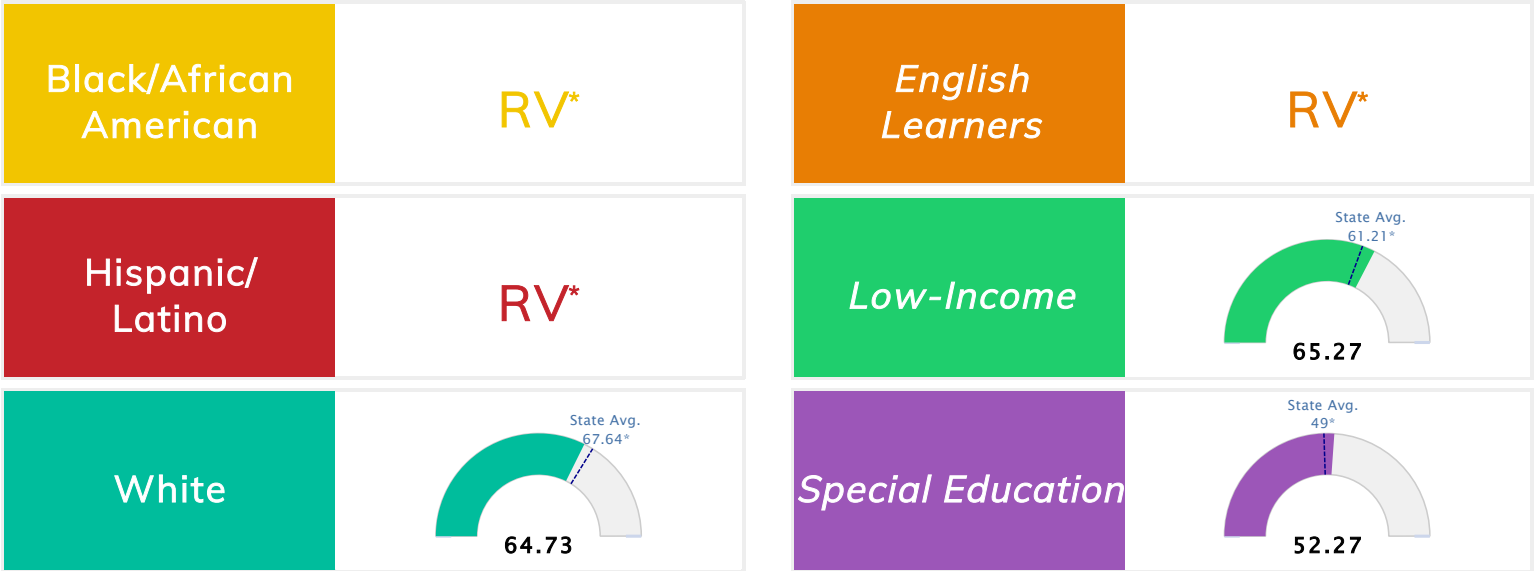 Black/African
American
RV*
English
Learners
RV*
Hispanic/
Latino
RV*
Low-Income
State Avg.
61.21*
65.27
White
State Avg.
67.64*
64.73
Special Education
State Avg.
49*
52.27